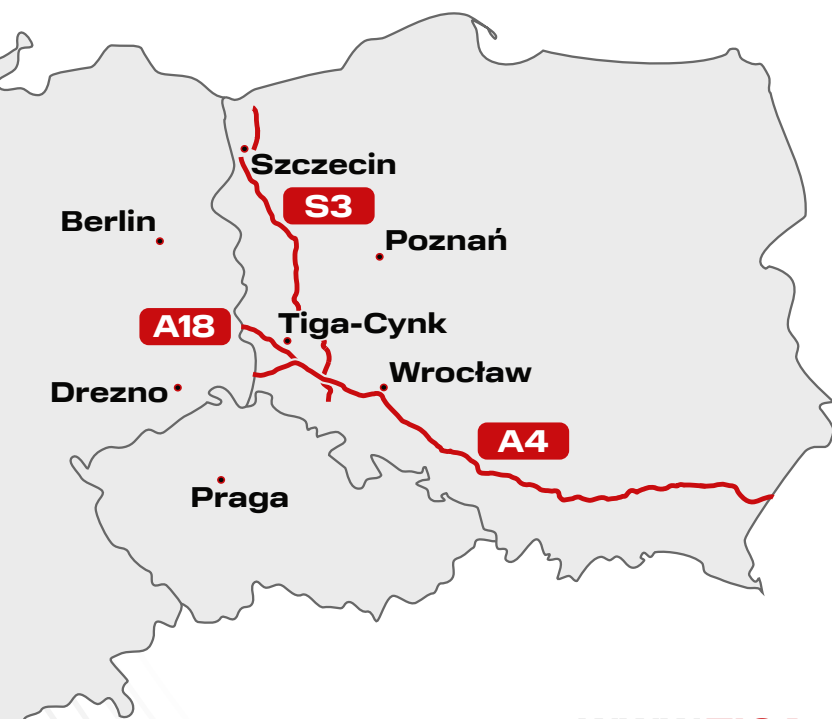 Szczecin
S3
Berlin
Poznań
A18
Tiga-Cynk
Wrocław
Drezno
A4
Praga